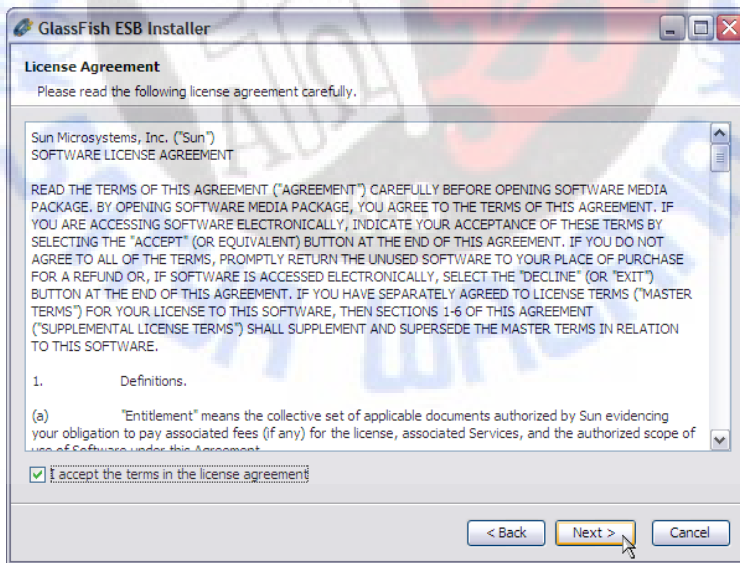 GlassFish ESB Installer
License Agreement
Please read the following license agreement carefully.
Sun Microsystems, Inc. ("Sun")
SOFTWARE LICENSE AGREEMENT
READ THE TERMS OF THIS AGREEMENT ("AGREEMENT") CAREFULLY BEFORE OPENING SOFTWARE MEDIA
PACKAGE. BY OPENING SOFTWARE MEDIA PACKAGE, YOU AGREE TO THE TERMS OF THIS AGREEMENT. IF
YOU ARE ACCESSING SOFTWARE ELECTRONICALLY, INDICATE YOUR ACCEPTANCE OF THESE TERMS BY
SELECTING THE "ACCEPT" (OR EQUIVALENT) BUTTON AT THE END OF THIS AGREEMENT. IF YOU DO NOT
AGREE TO ALL OF THE TERMS, PROMPTLY RETURN THE UNUSED SOFTWARE TO YOUR PLACE OF PURCHASE
FOR A REFUND OR, IF SOFTWARE IS ACCESSED ELECTRONICALLY, SELECT THE "DECLINE" (OR "EXIT")
BUTTON AT THE END OF THIS AGREEMENT. IF YOU HAVE SEPARATELY AGREED TO LICENSE TERMS ("MASTER
TERMS") FOR YOUR LICENSE TO THIS SOFTWARE, THEN SECTIONS 1-6 OF THIS AGREEMENT
("SUPPLEMENTAL LICENSE TERMS") SHALL SUPPLEMENT AND SUPERSEDE THE MASTER TERMS IN RELATION
TO THIS SOFTWARE.
1. Definitions.
(a) "Entitlement" means the collective set of applicable documents authorized by Sun evidencing
your obligation to pay associated fees (if any) for the license, associated Services, and the authorized scope of
use of Software under this Agreement.
I accept the terms in the license agreement
< Back Next > Cancel